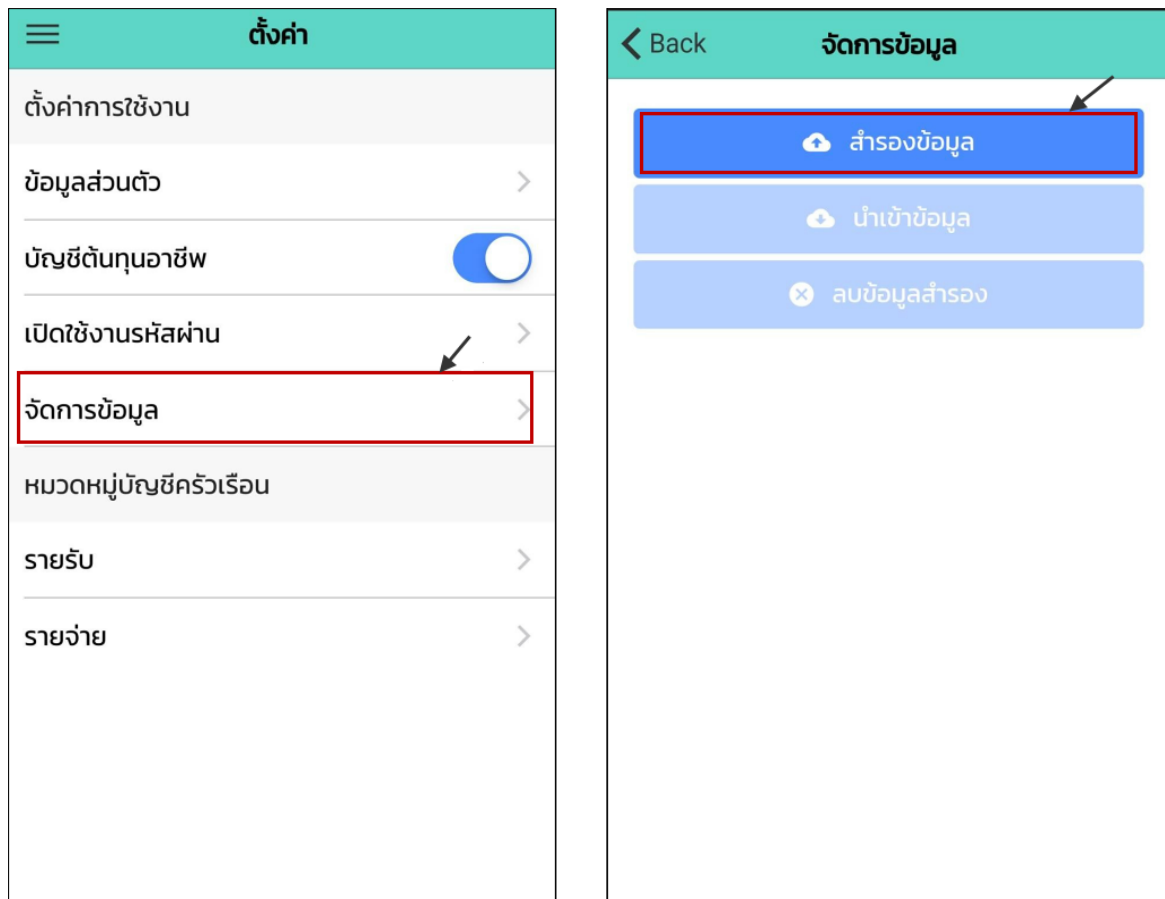 ตั้งค่า
ตั้งค่าการใช้งาน
ข้อมูลส่วนตัว
บัญชีต้นทุนอาชีพ
เปิดใช้งานรหัสผ่าน
จัดการข้อมูล
หมวดหมู่บัญชีครัวเรือน
รายรับ
รายจ่าย
Back
จัดการข้อมูล
สำรองข้อมูล
นำเข้าข้อมูล
ลบข้อมูลสำรอง